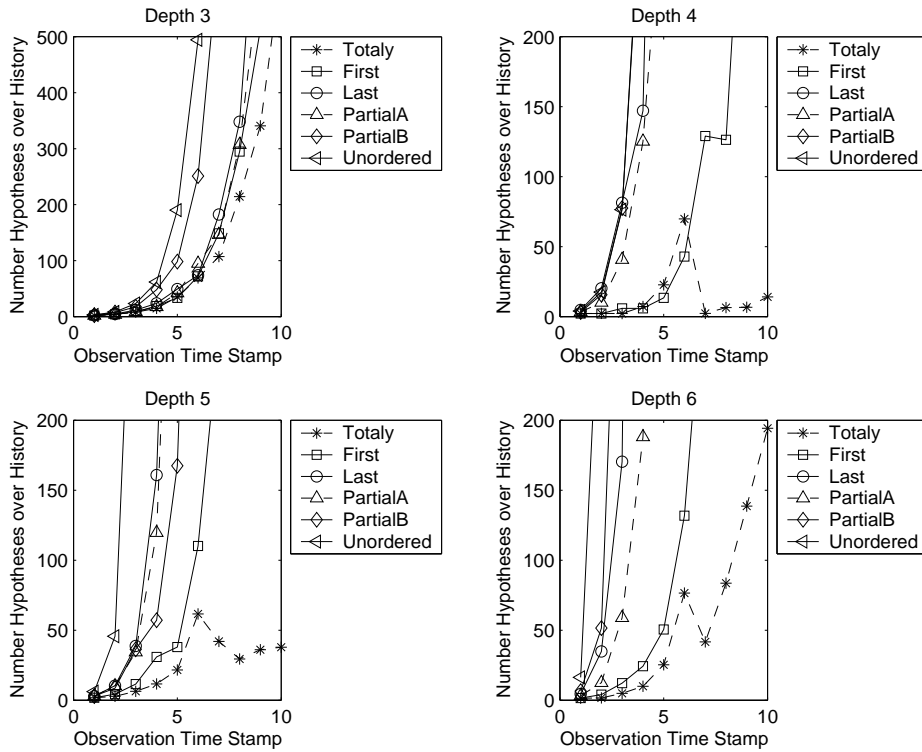 Depth 3
Number Hypotheses over History
500
400
300
200
100
0
0
5
10
Observation Time Stamp
Totaly
First
Last
PartialA
PartialB
Unordered
Depth 4
Number Hypotheses over History
200
150
100
50
0
0
5
10
Observation Time Stamp
Totaly
First
Last
PartialA
PartialB
Unordered
Depth 5
Number Hypotheses over History
200
150
100
50
0
0
5
10
Observation Time Stamp
Totaly
First
Last
PartialA
PartialB
Unordered
Depth 6
Number Hypotheses over History
200
150
100
50
0
0
5
10
Observation Time Stamp
Totaly
First
Last
PartialA
PartialB
Unordered